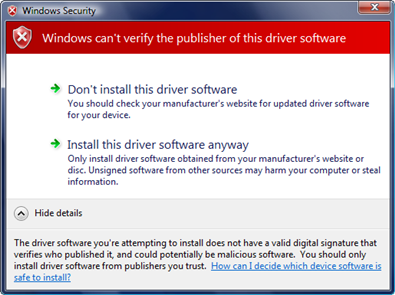 Windows Security
Windows can't verify the publisher of this driver software
Don't install this driver software
You should check your manufacturer's website for updated driver software
for your device.
Install this driver software anyway
Only install driver software obtained from your manufacturer's website or
disc. Unsigned software from other sources may harm your computer or steal
information.
Hide details
The driver software you're attempting to install does not have a valid digital signature that
verifies who published it, and could potentially be malicious software. You should only
install driver software from publishers you trust. How can I decide which device software is
safe to install?